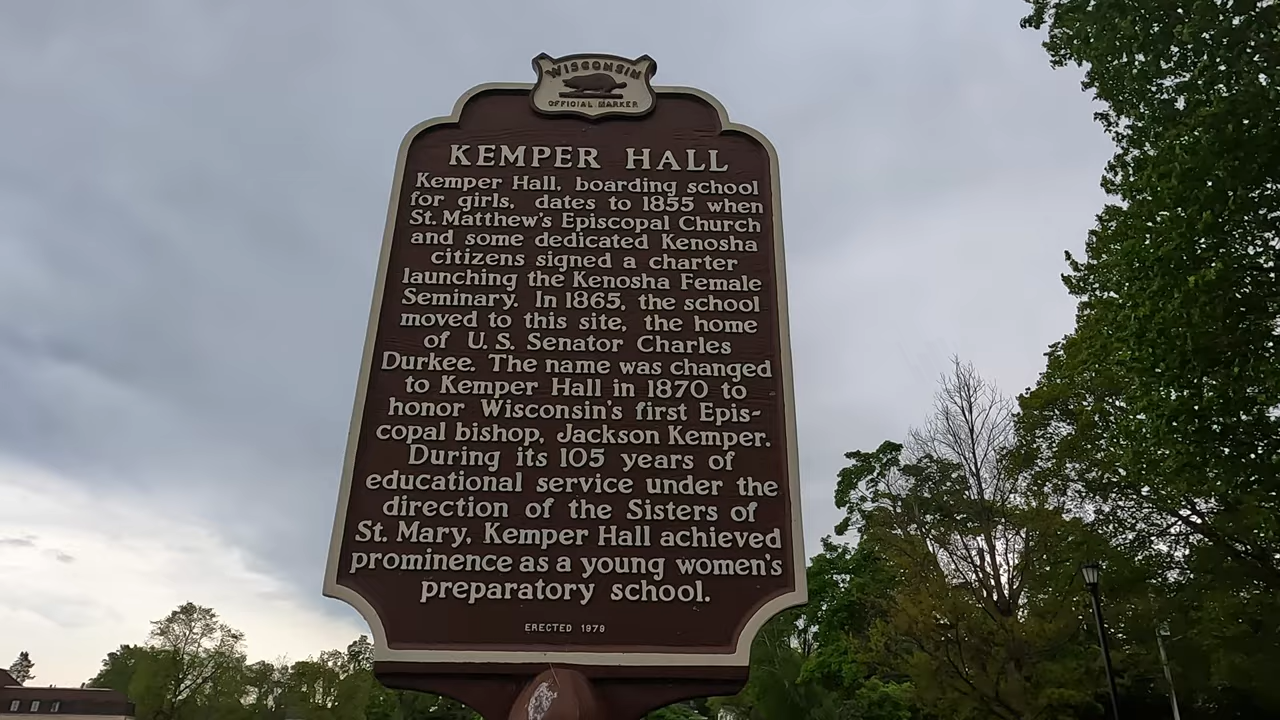 WISCONSIN
OFFICIAL MARKER
KEMPER HALL
Kemper Hall, boarding school
for girls, dates to 1855 when
St. Matthew's Episcopal Church
and some dedicated Kenosha
citizens signed a charter
launching the Kenosha Female
Seminary. In 1865, the school
moved to this site, the home
of U.S. Senator Charles
Durkee. The name was changed
to Kemper Hall in 1870 to
honor Wisconsin's first Epis-
copal bishop, Jackson Kemper.
During its 105 years of
educational service under the
direction of the Sisters of
St. Mary, Kemper Hall achieved
prominence as a young women's
preparatory school.
ERECTED 1979